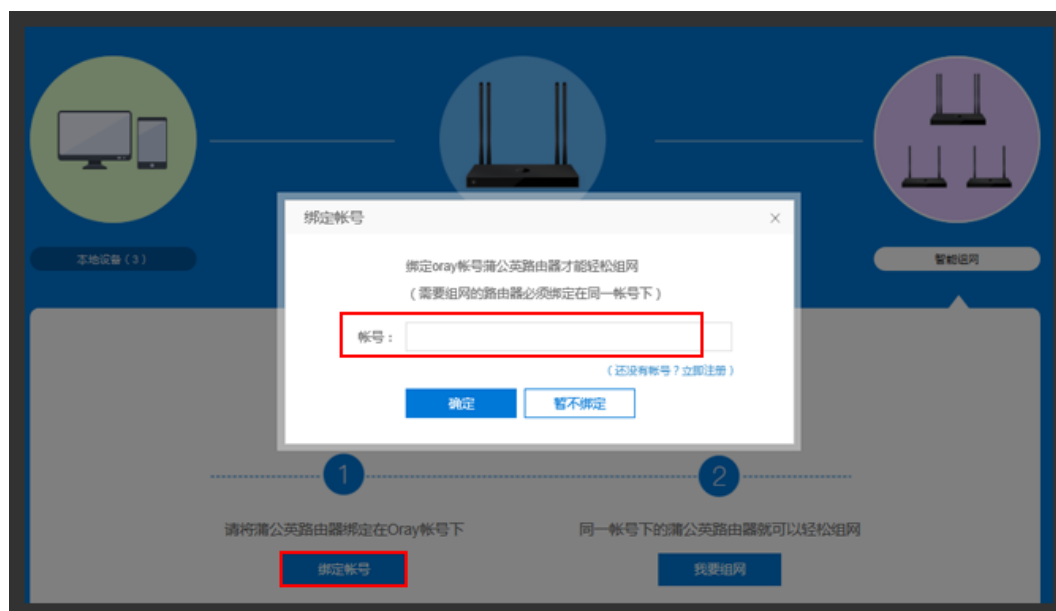 绑定帐号
×
本地设备(3)
智能组网
绑定oray帐号蒲公英路由器才能轻松组网
(需要组网的路由器必须绑定在同一帐号下)
帐号:
(还没有帐号?立即注册)
确定
暂不绑定
1
2
请将蒲公英路由器绑定在Oray帐号下
同一帐号下的蒲公英路由器就可以轻松组网
绑定帐号
我要组网